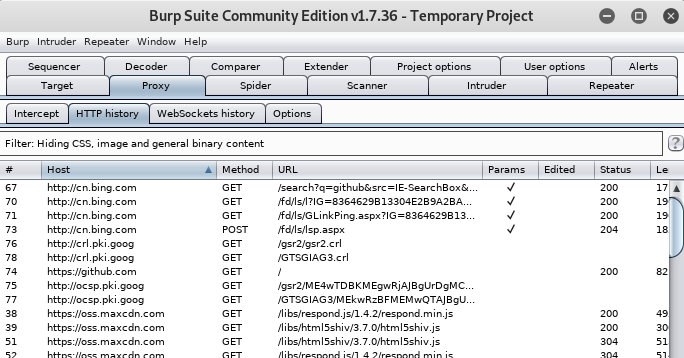 Burp Suite Community Edition v1.7.36 - Temporary Project
Burp Intruder Repeater Window Help
Sequencer Decoder Comparer Extender Project options User options Alerts
Target Proxy Spider Scanner Intruder Repeater
Intercept HTTP history WebSockets history Options
Filter: Hiding CSS, image and general binary content ?
# Host Method URL Params Edited Status Le
67 http://cn.bing.com GET /search?q=github&src=IE-SearchBox&... ✓ 200 17
70 http://cn.bing.com GET /fd/ls/l?IG=8364629B13304E2B9A2BA... ✓ 200 19
71 http://cn.bing.com GET /fd/ls/GLinkPing.aspx?IG=8364629B13... ✓ 200 19
73 http://cn.bing.com POST /fd/ls/lsp.aspx ✓ 204 18
76 http://crl.pki.goog GET /gsr2/gsr2.crl
78 http://crl.pki.goog GET /GTSGIAG3.crl
74 https://github.com GET / 200 82
75 http://ocsp.pki.goog GET /gsr2/ME4wTDBKMEgwRjAJBgUrDgMC...
77 http://ocsp.pki.goog GET /GTSGIAG3/MEkwRzBFMEMwQTAJBgU...
38 https://oss.maxcdn.com GET /libs/respond.js/1.4.2/respond.min.js 200 49
39 https://oss.maxcdn.com GET /libs/html5shiv/3.7.0/html5shiv.js 200 30
51 https://oss.maxcdn.com GET /libs/html5shiv/3.7.0/html5shiv.js 304 51
52 https://oss.maxcdn.com GET /libs/respond.js/1.4.2/respond.min.js 304 51